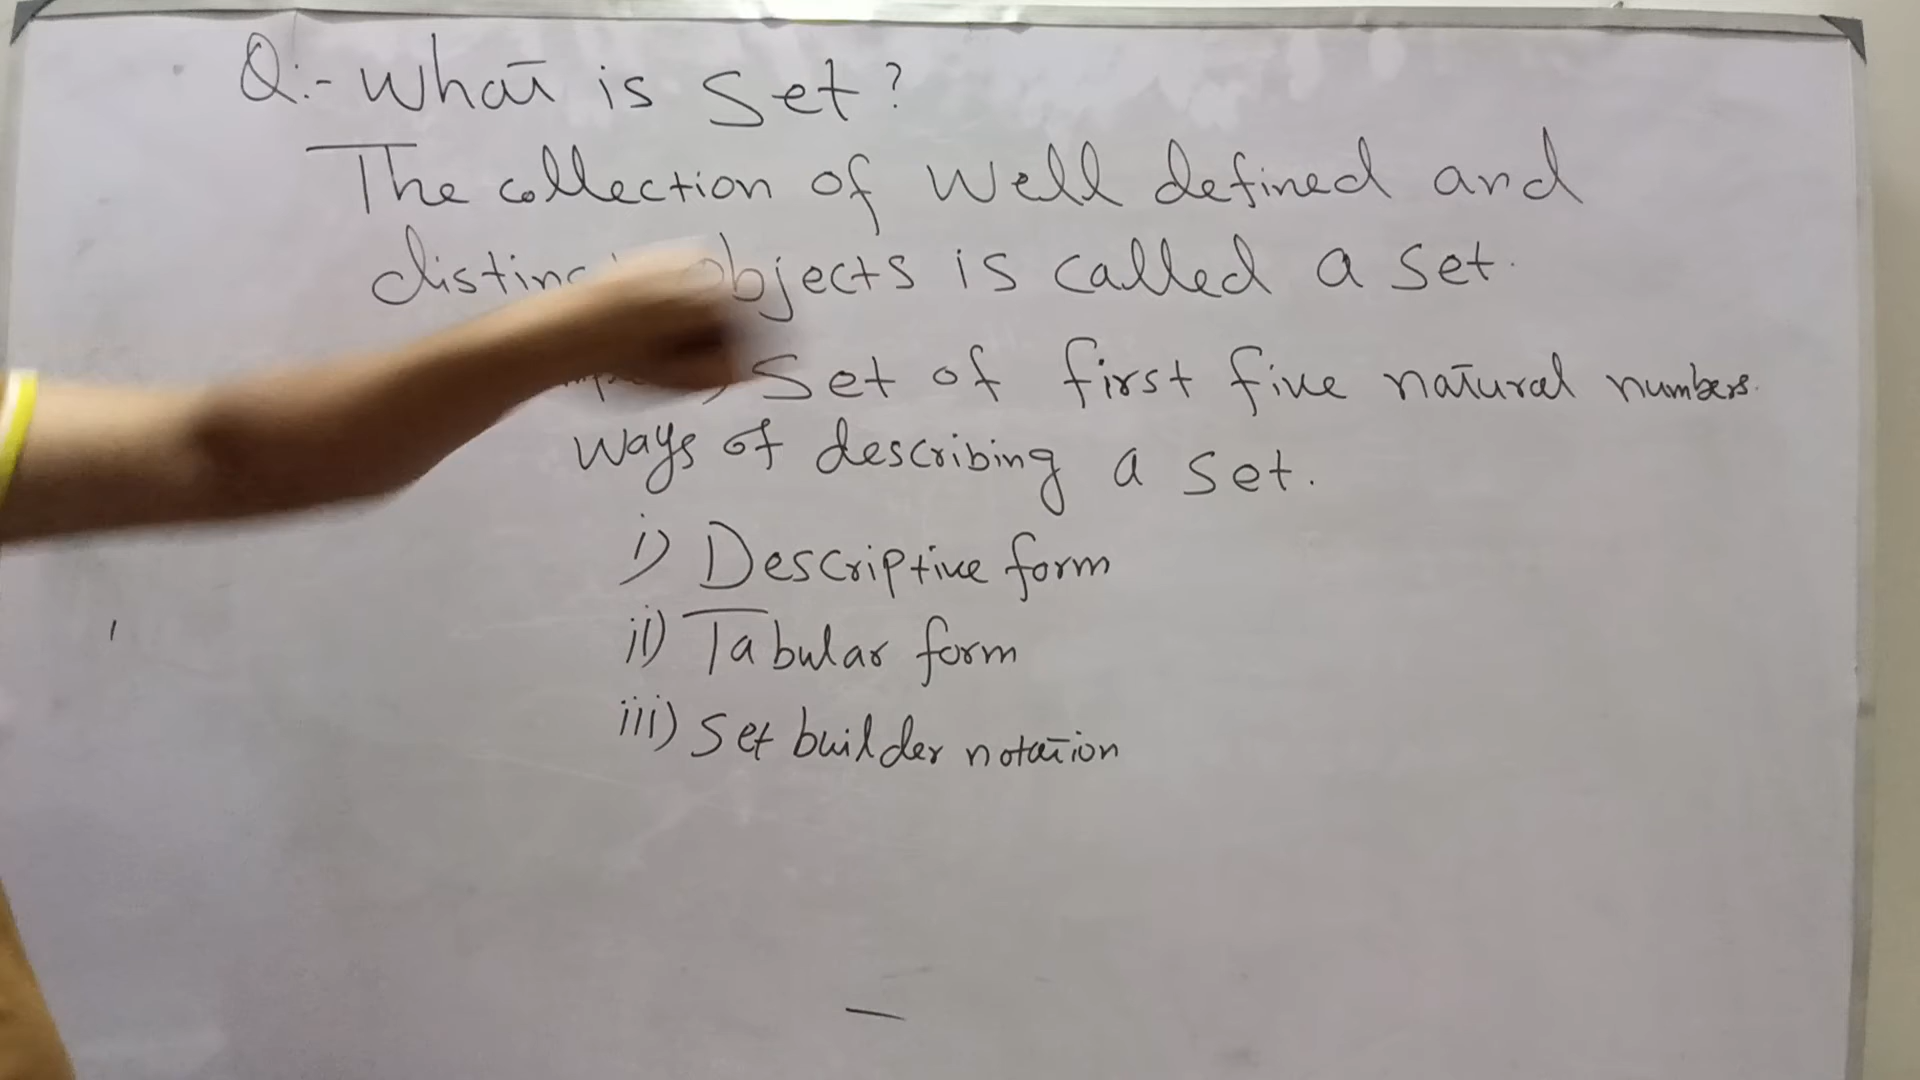 Q:- What is Set?
The collection of Well defined and
objects is called a set.
Set of first five natural numbers.
Ways of describing a set.
i) Descriptive form
ii) Tabular form
iii) Set builder notation